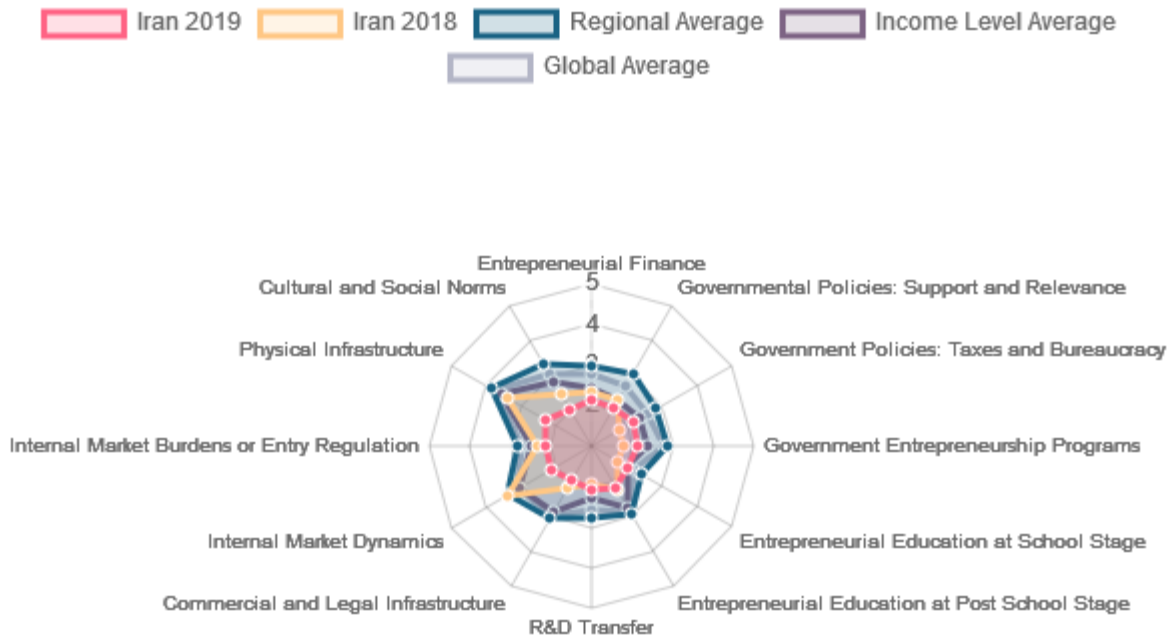 Iran 2019 Iran 2018 Regional Average Income Level Average
Global Average
Entrepreneurial Finance
Cultural and Social Norms 5 Governmental Policies: Support and Relevance
4
Physical Infrastructure Government Policies: Taxes and Bureaucracy
3
2
Internal Market Burdens or Entry Regulation Government Entrepreneurship Programs
Internal Market Dynamics Entrepreneurial Education at School Stage
Commercial and Legal Infrastructure Entrepreneurial Education at Post School Stage
R&D Transfer